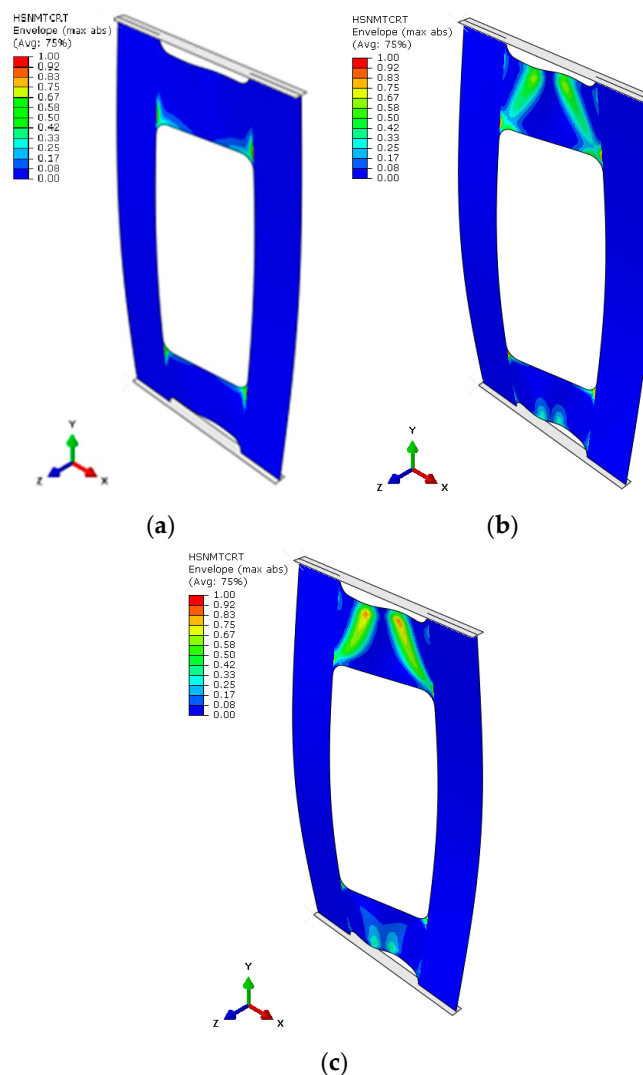 HSNMTCRT
Envelope (max abs)
(Avg: 75%)
1.00
0.92
0.83
0.75
0.67
0.58
0.50
0.42
0.33
0.25
0.17
0.08
0.00
Y
Z
X
(a)
HSNMTCRT
Envelope (max abs)
(Avg: 75%)
1.00
0.92
0.83
0.75
0.67
0.58
0.50
0.42
0.33
0.25
0.17
0.08
0.00
Y
Z
X
(b)
HSNMTCRT
Envelope (max abs)
(Avg: 75%)
1.00
0.92
0.83
0.75
0.67
0.58
0.50
0.42
0.33
0.25
0.17
0.08
0.00
Y
Z
X
(c)